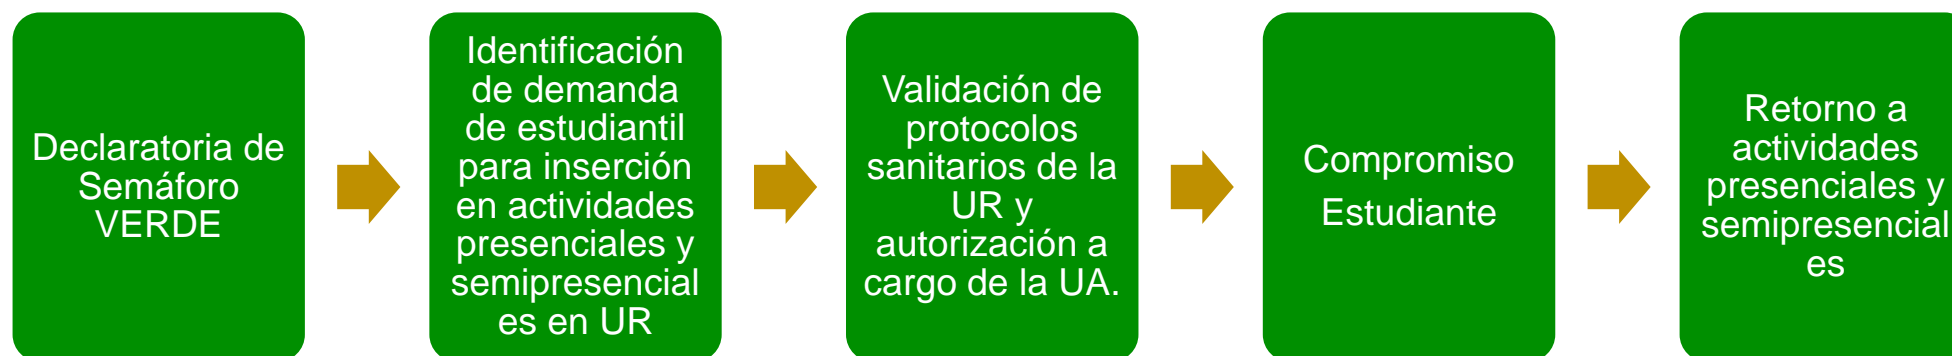 Declaratoria de
Semáforo
VERDE
Identificación
de demanda
de estudiantil
para inserción
en actividades
presenciales y
semipresencial
es en UR
Validación de
protocolos
sanitarios de la
UR y
autorización a
cargo de la UA.
Compromiso
Estudiante
Retorno a
actividades
presenciales y
semipresencial
es